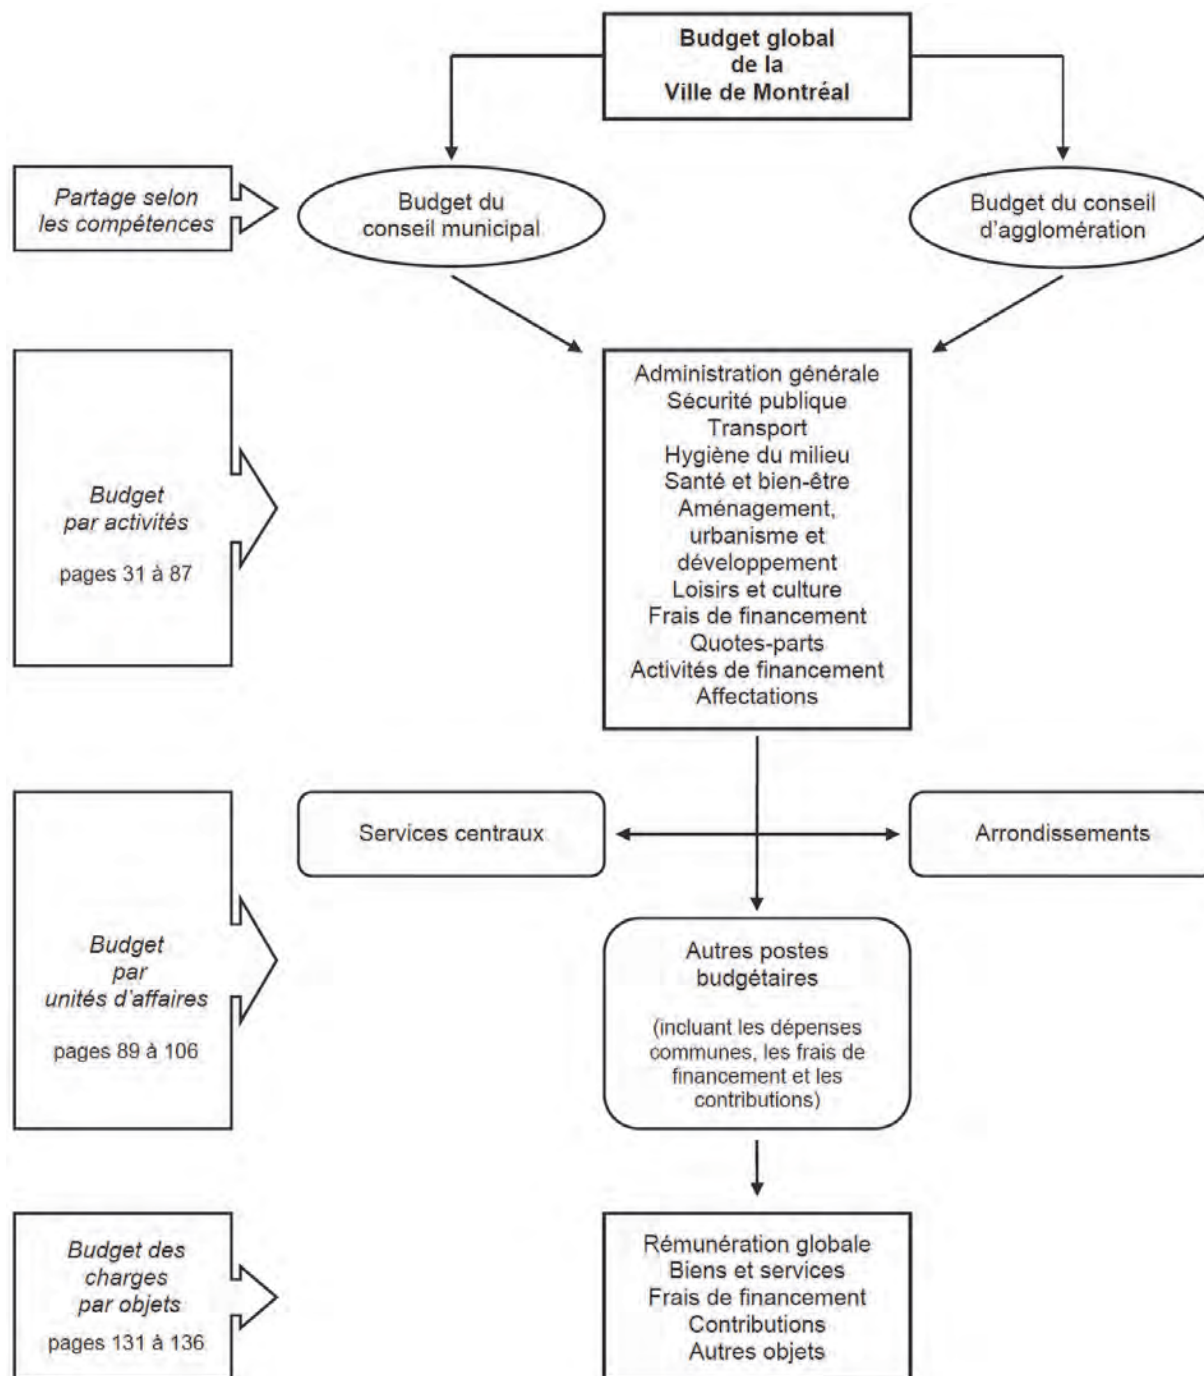 Budget global
de la
Ville de Montréal
Partage selon
les compétences
Budget du
conseil municipal
Budget du conseil
d'agglomération
Budget
par activités
pages 31 à 87
Administration générale
Sécurité publique
Transport
Hygiène du milieu
Santé et bien-être
Aménagement,
urbanisme et
développement
Loisirs et culture
Frais de financement
Quotes-parts
Activités de financement
Affectations
Services centraux
Arrondissements
Budget
par
unités d'affaires
pages 89 à 106
Autres postes
budgétaires
(incluant les dépenses
communes, les frais de
financement et les
contributions)
Budget des
charges
par objets
pages 131 à 136
Rémunération globale
Biens et services
Frais de financement
Contributions
Autres objets